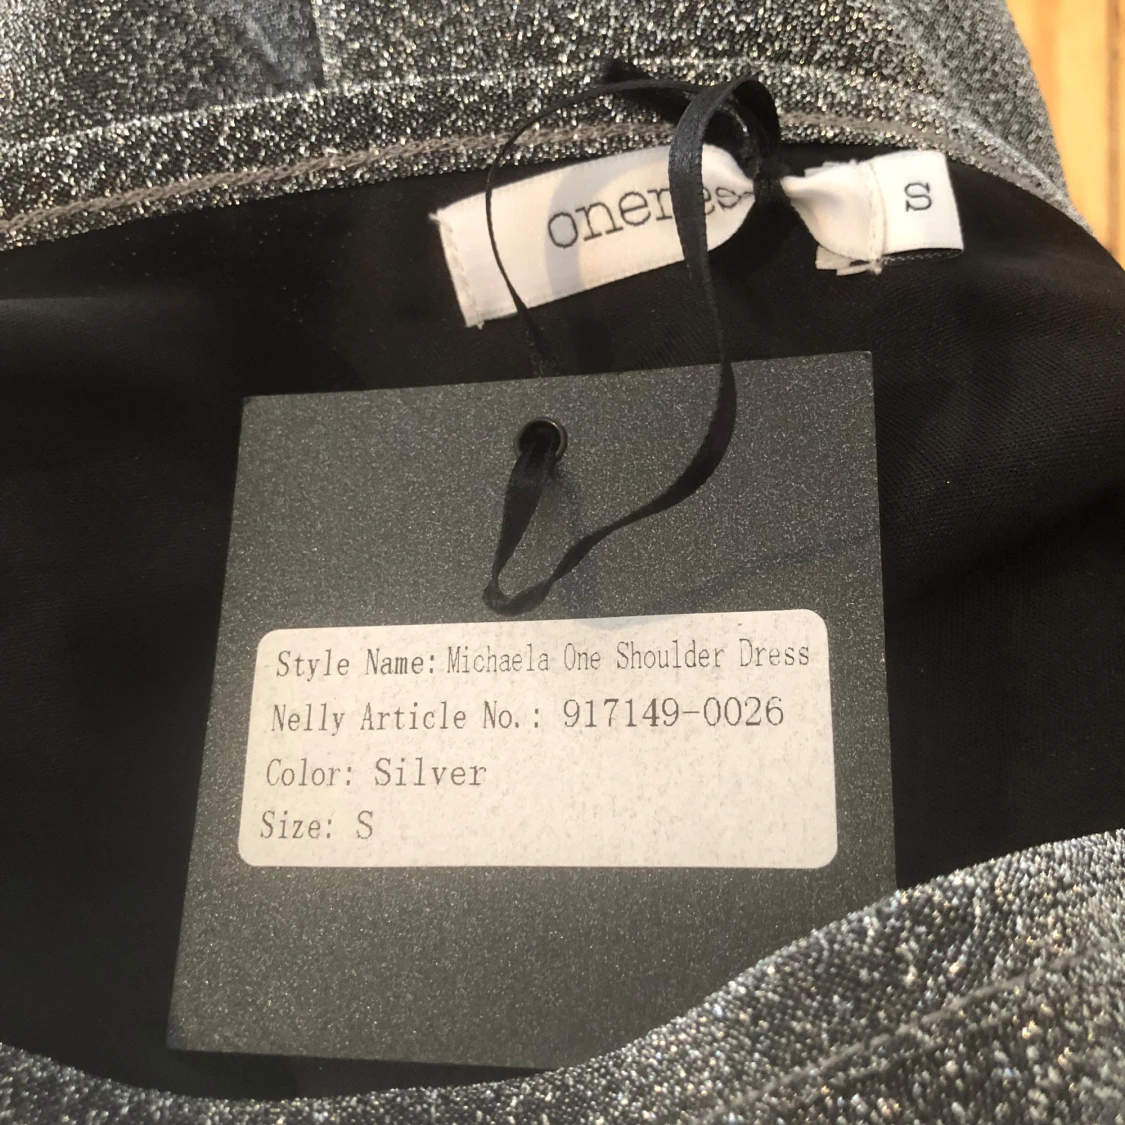 S
Style Name: Michaela One Shoulder Dress
Nelly Article No.: 917149-0026
Color: Silver
Size: S